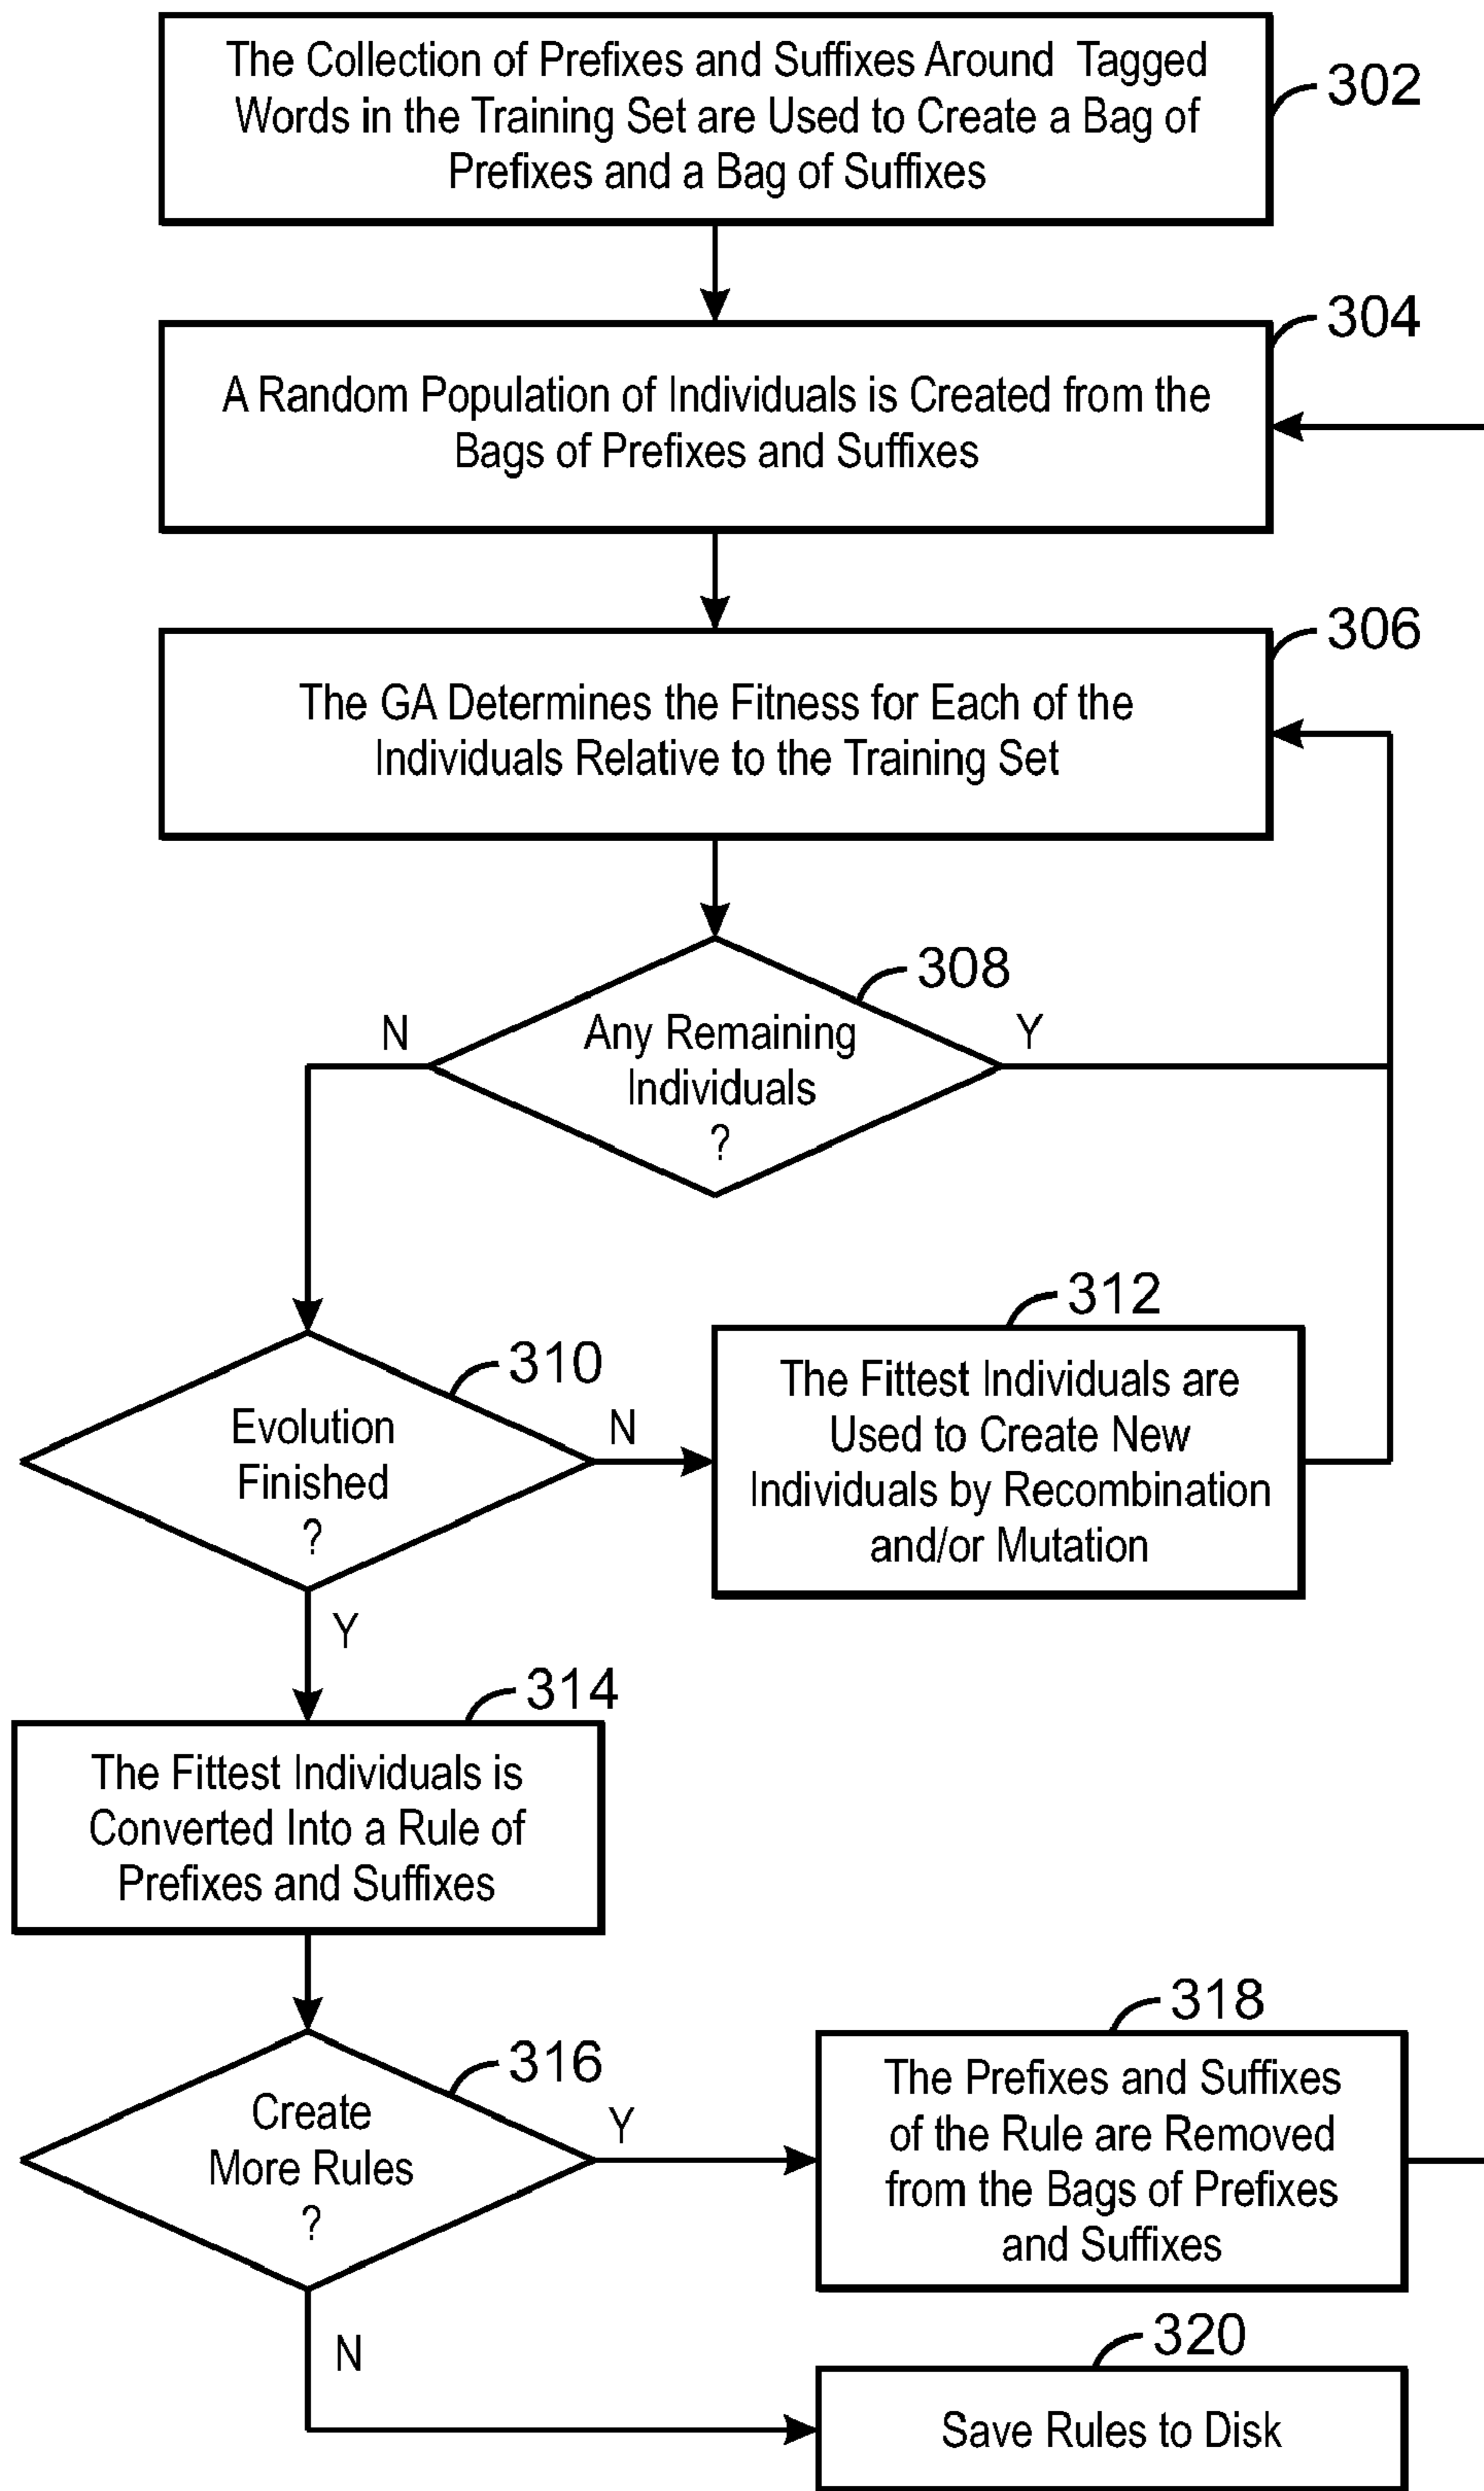 The Collection of Prefixes and Suffixes Around Tagged
Words in the Training Set are Used to Create a Bag of
Prefixes and a Bag of Suffixes
302
A Random Population of Individuals is Created from the
Bags of Prefixes and Suffixes
304
The GA Determines the Fitness for Each of the
Individuals Relative to the Training Set
306
308
Any Remaining
Individuals
?
N
Y
310
Evolution
Finished
?
N
Y
312
The Fittest Individuals are
Used to Create New
Individuals by Recombination
and/or Mutation
314
The Fittest Individuals is
Converted Into a Rule of
Prefixes and Suffixes
316
Create
More Rules
?
Y
N
318
The Prefixes and Suffixes
of the Rule are Removed
from the Bags of Prefixes
and Suffixes
320
Save Rules to Disk